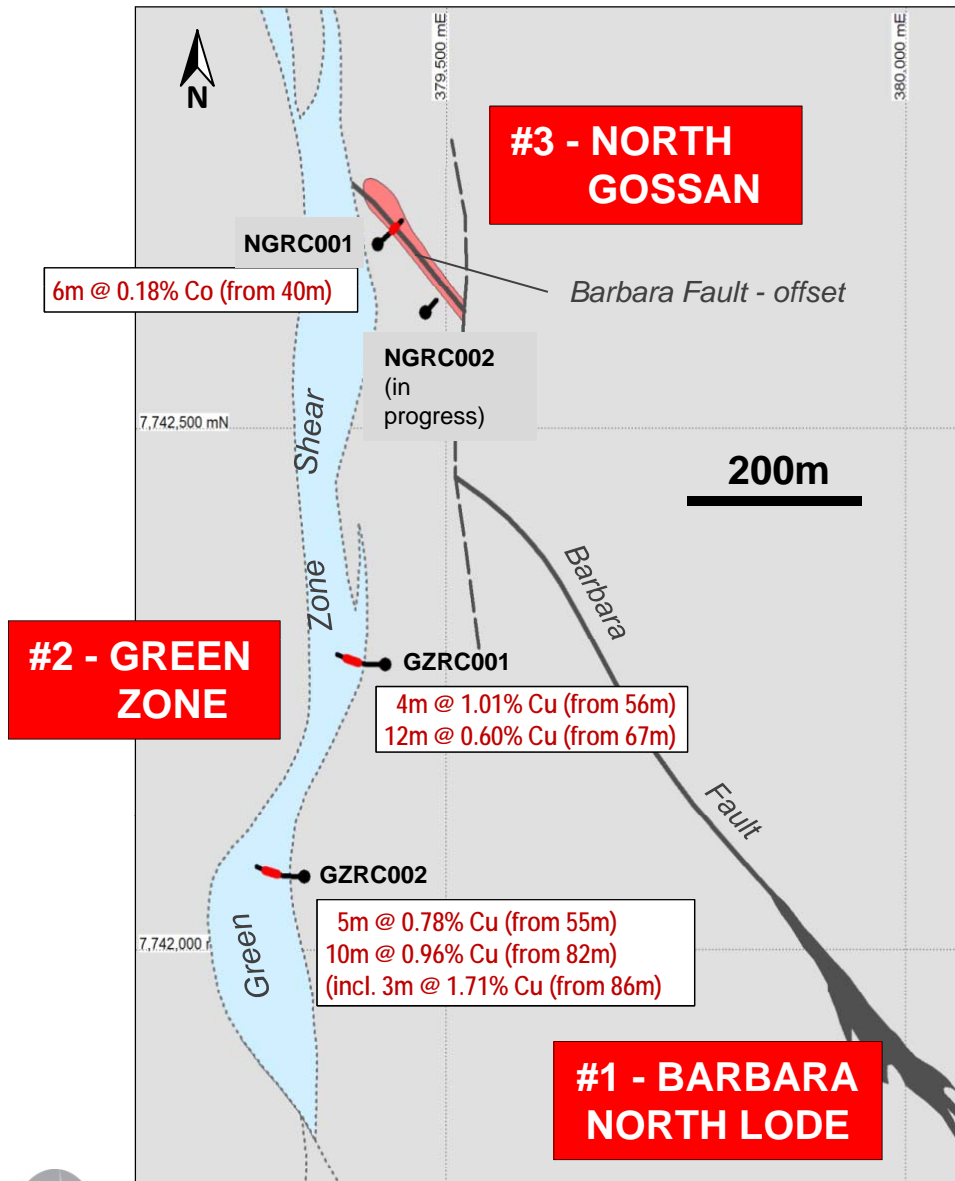 379,500 mE
380,000 mE
N
#3 - NORTH
GOSSAN
NGRC001
6m @ 0.18% Co (from 40m)
Barbara Fault - offset
NGRC002
(in
progress)
7,742,500 mN
200m
Shear
Zone
Barbara
#2 - GREEN
ZONE
GZRC001
4m @ 1.01% Cu (from 56m)
12m @ 0.60% Cu (from 67m)
Fault
GZRC002
5m @ 0.78% Cu (from 55m)
10m @ 0.96% Cu (from 82m)
(incl. 3m @ 1.71% Cu (from 86m)
Green
7,742,000
#1 - BARBARA
NORTH LODE